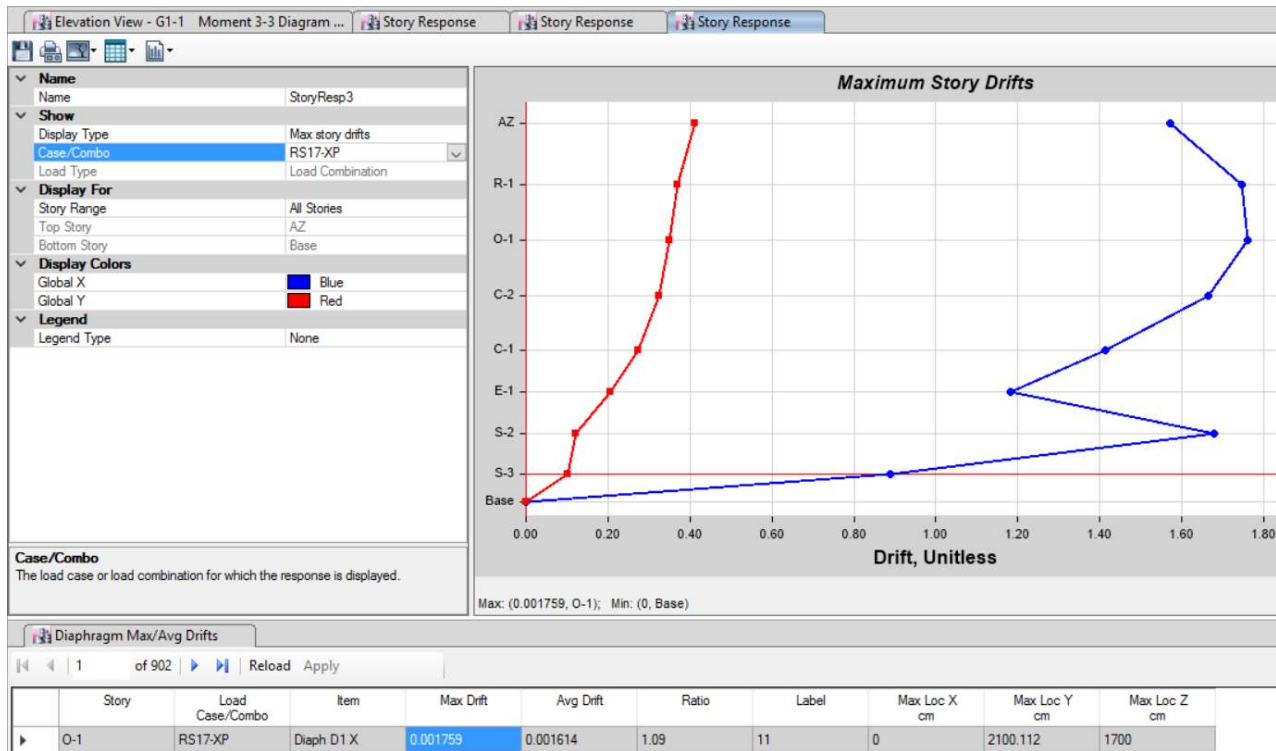 Elevation View - G1-1 Moment 3-3 Diagram ... Story Response Story Response Story Response
Name
Name StoryResp3
Show
Display Type Max story drifts
Case/Combo RS17-XP
Load Type Load Combination
Display For
Story Range All Stories
Top Story AZ
Bottom Story Base
Display Colors
Global X Blue
Global Y Red
Legend
Legend Type None
Case/Combo
The load case or load combination for which the response is displayed.
Maximum Story Drifts
AZ
R-1
O-1
C-2
C-1
E-1
S-2
S-3
Base
0.00 0.20 0.40 0.60 0.80 1.00 1.20 1.40 1.60 1.80
Drift, Unitless
Max: (0.001759, O-1); Min: (0, Base)
Diaphragm Max/Avg Drifts
1 of 902 Reload Apply
Story Load Case/Combo Item Max Drift Avg Drift Ratio Label Max Loc X cm Max Loc Y cm Max Loc Z cm
O-1 RS17-XP Diaph D1 X 0.001759 0.001614 1.09 11 0 2100.112 1700